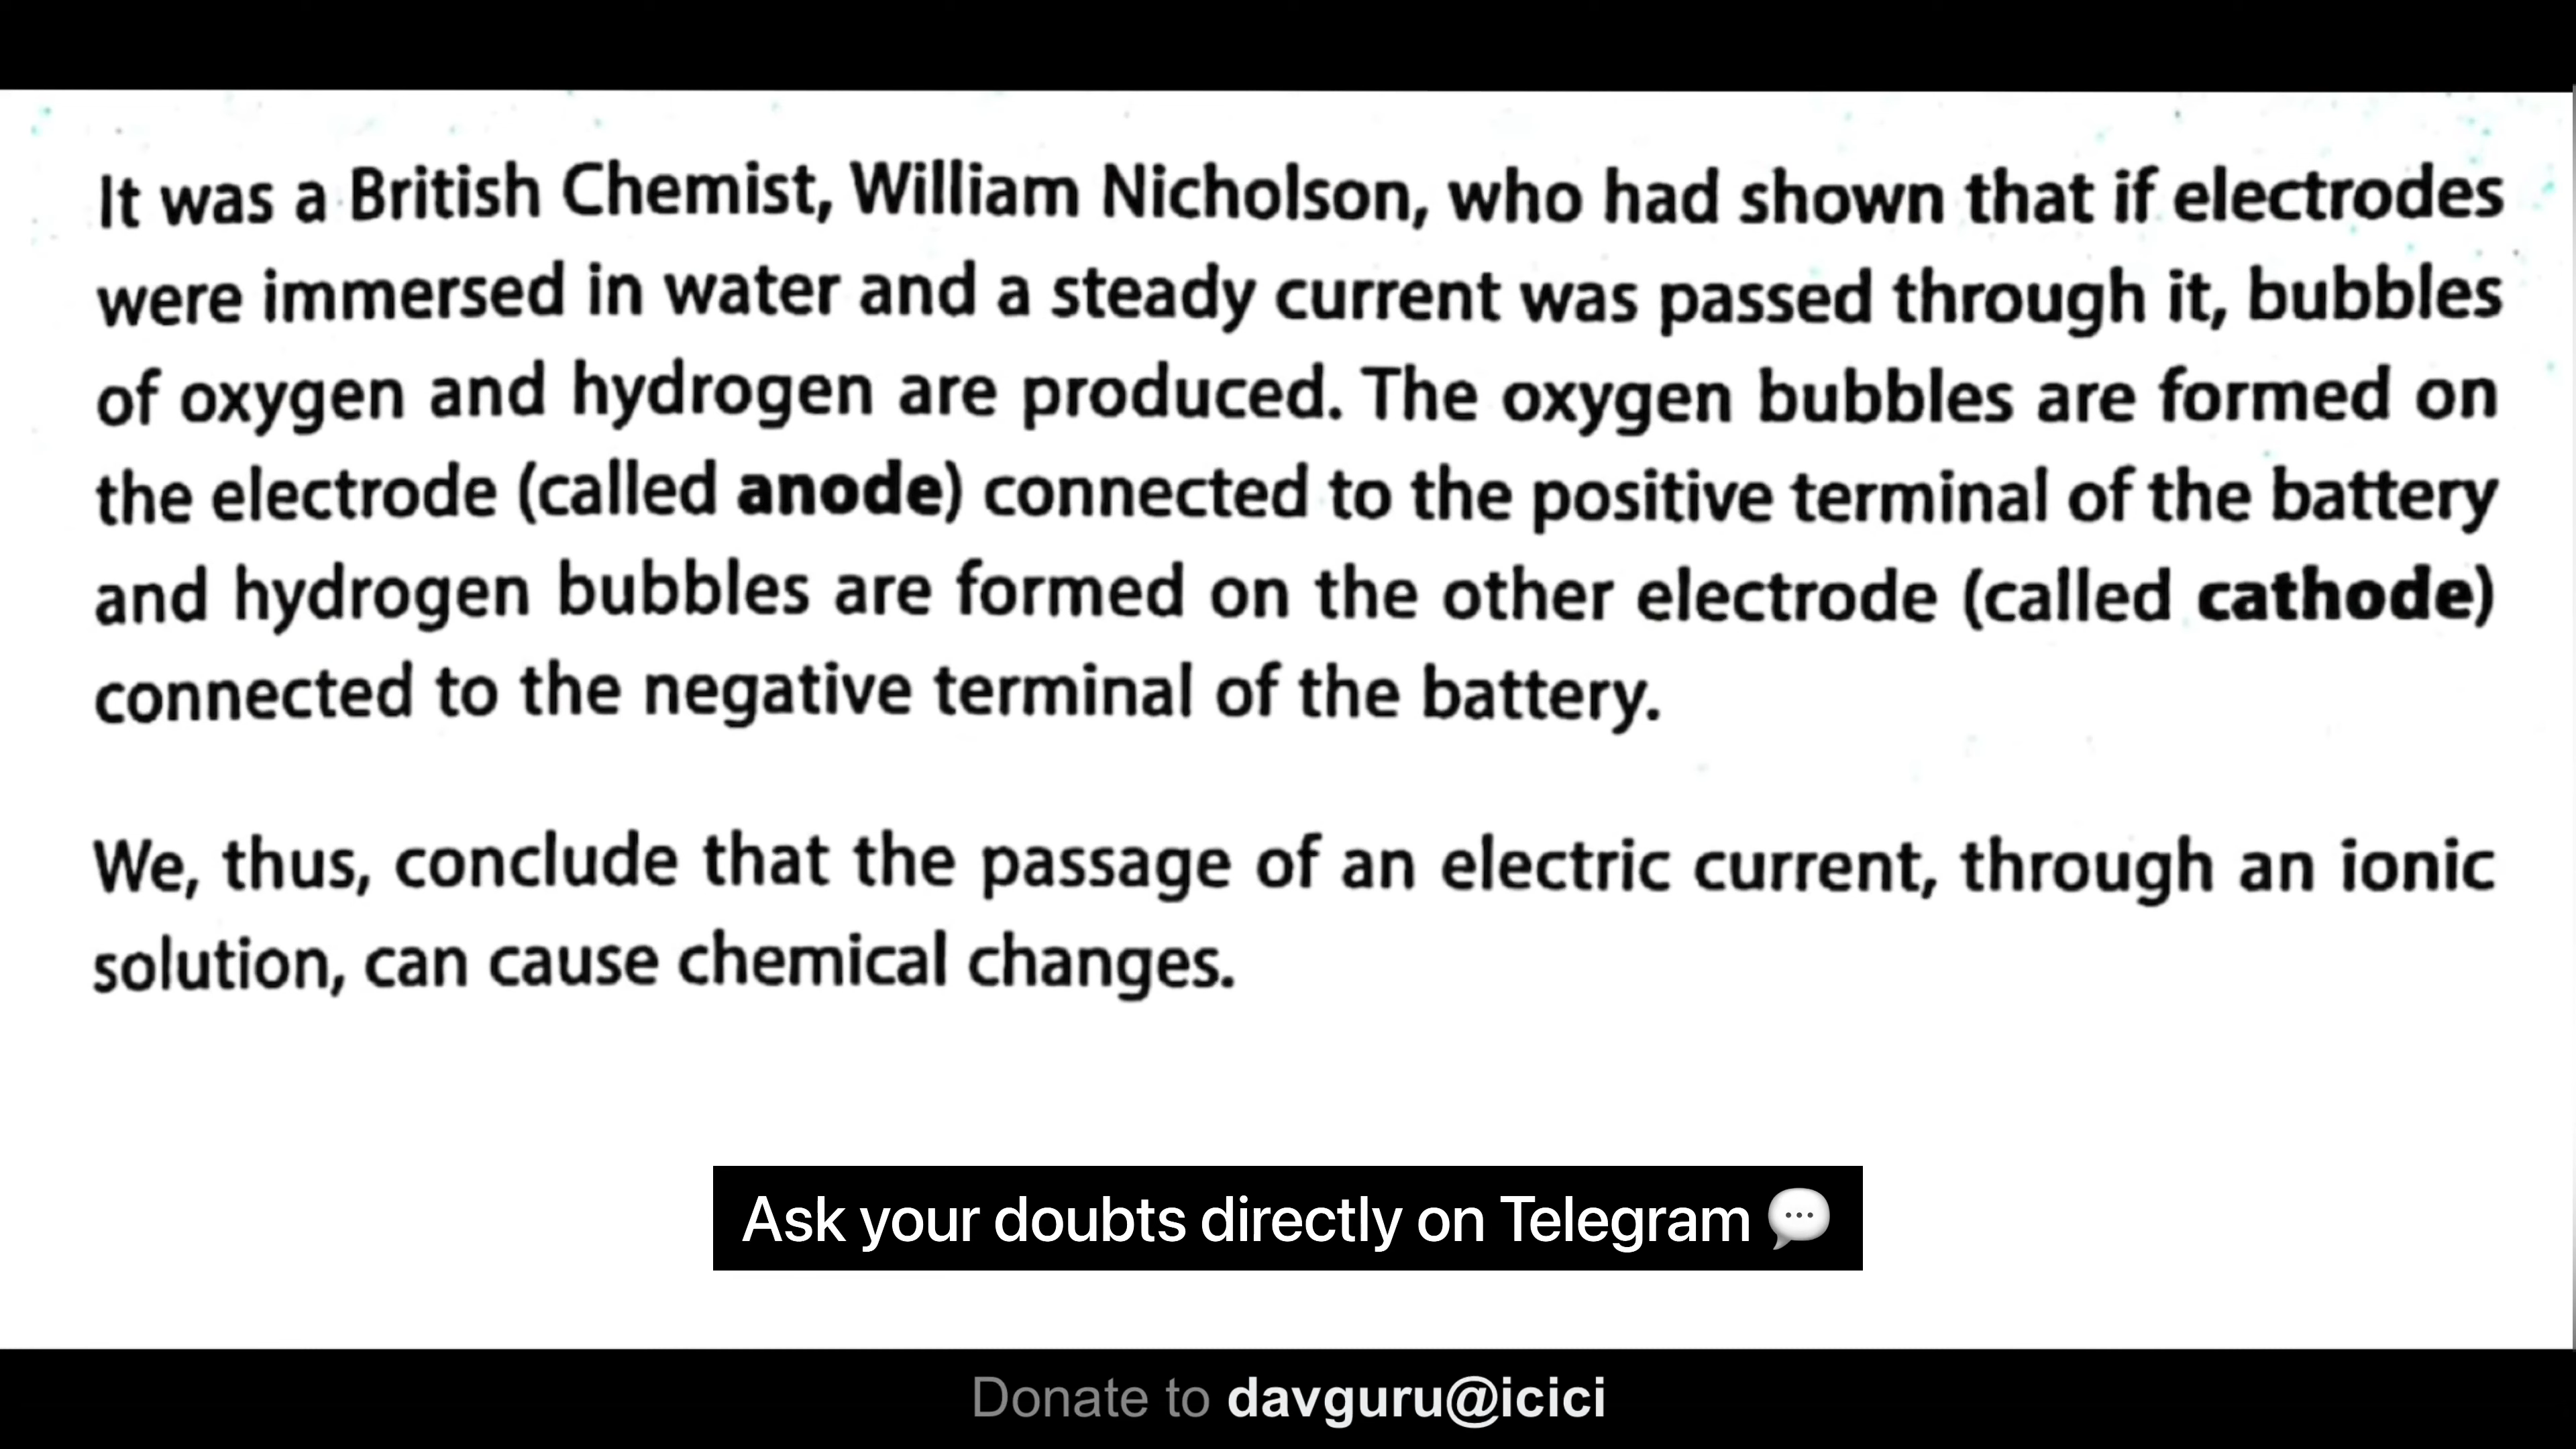 It was a British Chemist, William Nicholson, who had shown that if electrodes
were immersed in water and a steady current was passed through it, bubbles
of oxygen and hydrogen are produced. The oxygen bubbles are formed on
the electrode (called anode) connected to the positive terminal of the battery
and hydrogen bubbles are formed on the other electrode (called cathode)
connected to the negative terminal of the battery.
We, thus, conclude that the passage of an electric current, through an ionic
solution, can cause chemical changes.
Ask your doubts directly on Telegram 💬
Donate to davguru@icici